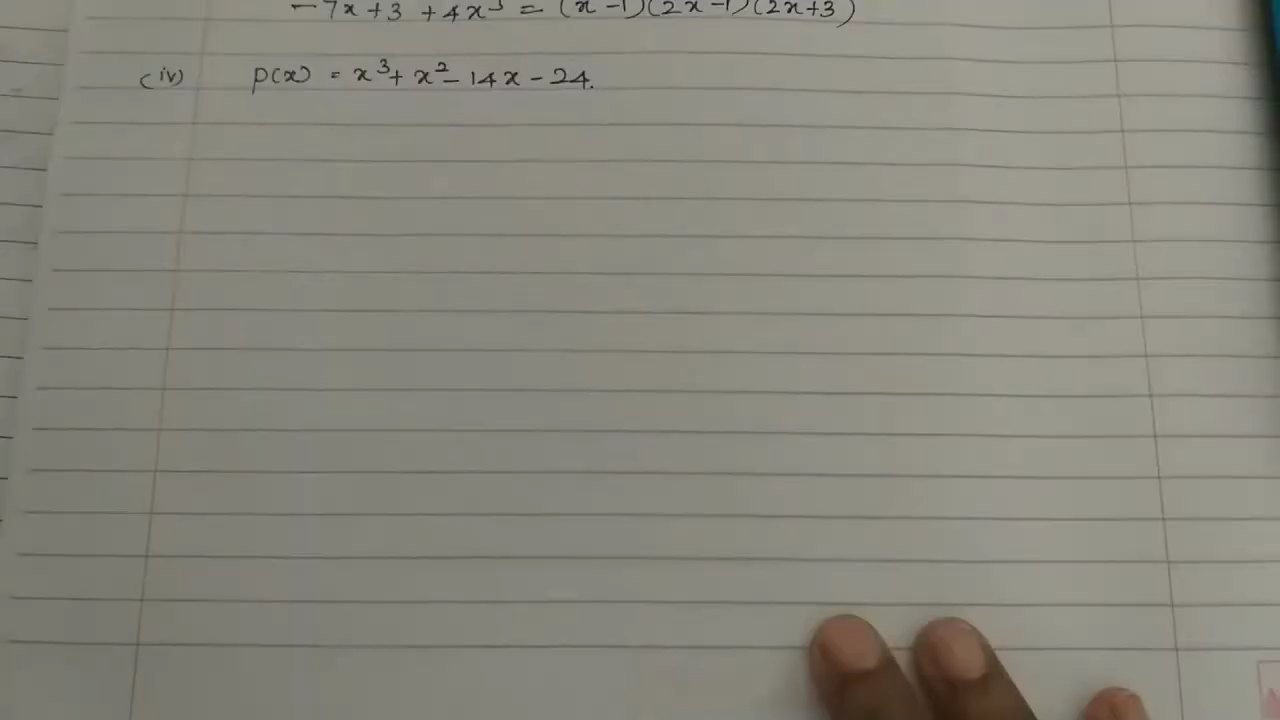 - 7x + 3 + 4x³ = (x-1)(2x-1)(2x+3)
(iv) p(x) = x³ + x² - 14x - 24.